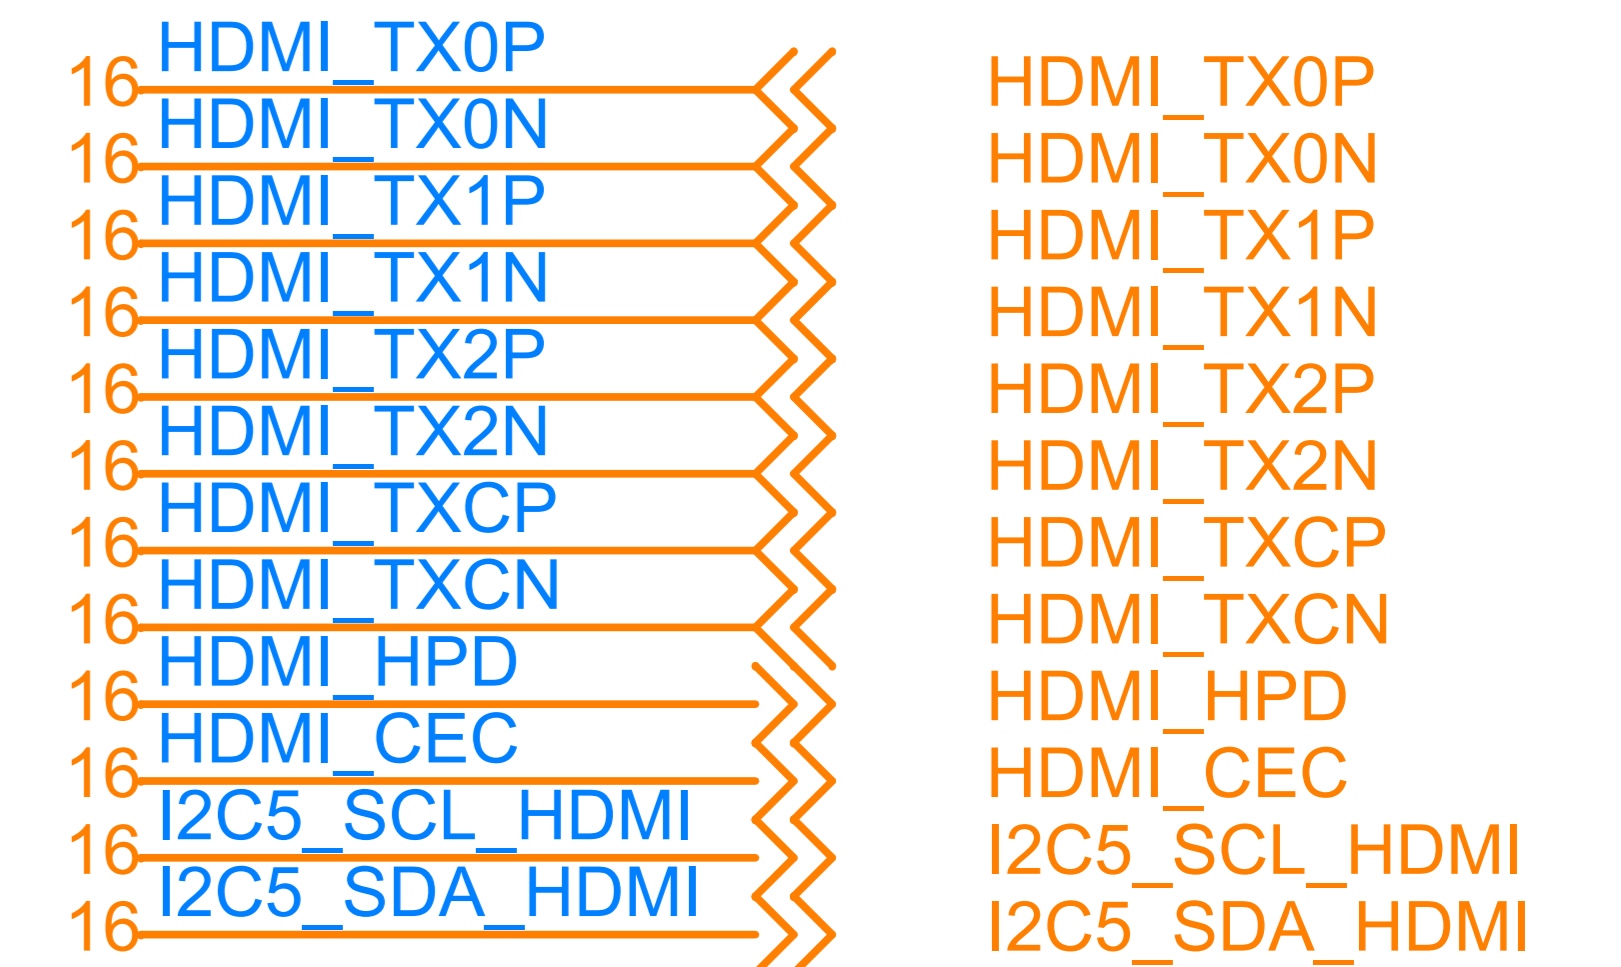 16 HDMI_TX0P HDMI_TX0P
16 HDMI_TX0N HDMI_TX0N
16 HDMI_TX1P HDMI_TX1P
16 HDMI_TX1N HDMI_TX1N
16 HDMI_TX2P HDMI_TX2P
16 HDMI_TX2N HDMI_TX2N
16 HDMI_TXCP HDMI_TXCP
16 HDMI_TXCN HDMI_TXCN
16 HDMI_HPD HDMI_HPD
16 HDMI_CEC HDMI_CEC
16 I2C5_SCL_HDMI I2C5_SCL_HDMI
16 I2C5_SDA_HDMI I2C5_SDA_HDMI